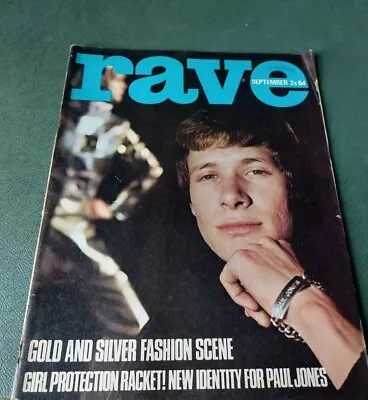 rave
SEPTEMBER 2s 6d
GOLD AND SILVER FASHION SCENE
GIRL PROTECTION RACKET! NEW IDENTITY FOR PAUL JONES